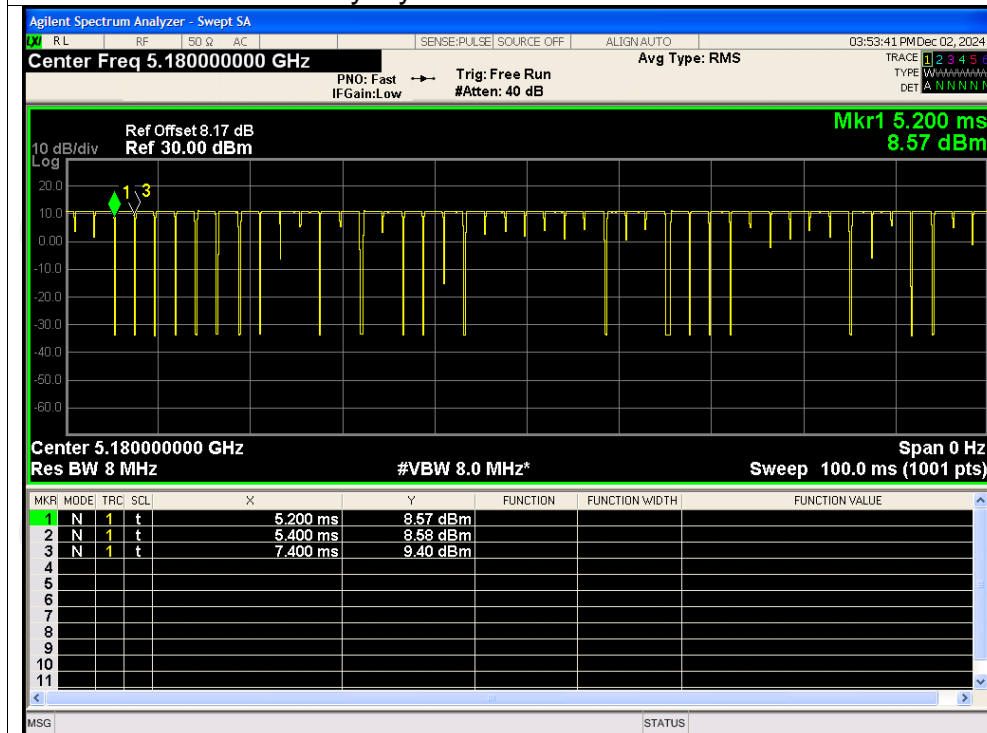 Agilent Spectrum Analyzer - Swept SA
LXI RL RF 50 Ω AC SENSE:PULSE SOURCE OFF ALIGN AUTO 03:53:41 PM Dec 02, 2024
Center Freq 5.180000000 GHz
PNO: Fast
IFGain:Low
Trig: Free Run
#Atten: 40 dB
Avg Type: RMS
TRACE 1 2 3 4 5 6
TYPE
DET A N N N N N
Mkr1 5.200 ms
8.57 dBm
Ref Offset 8.17 dB
10 dB/div Ref 30.00 dBm
Log
20.0
10.0
0.00
-10.0
-20.0
-30.0
-40.0
-50.0
-60.0
1 3
Center 5.180000000 GHz Span 0 Hz
Res BW 8 MHz #VBW 8.0 MHz* Sweep 100.0 ms (1001 pts)
MKR MODE TRC SCL X Y FUNCTION FUNCTION WIDTH FUNCTION VALUE
1 N 1 t 5.200 ms 8.57 dBm
2 N 1 t 5.400 ms 8.58 dBm
3 N 1 t 7.400 ms 9.40 dBm
4
5
6
7
8
9
10
11
MSG STATUS